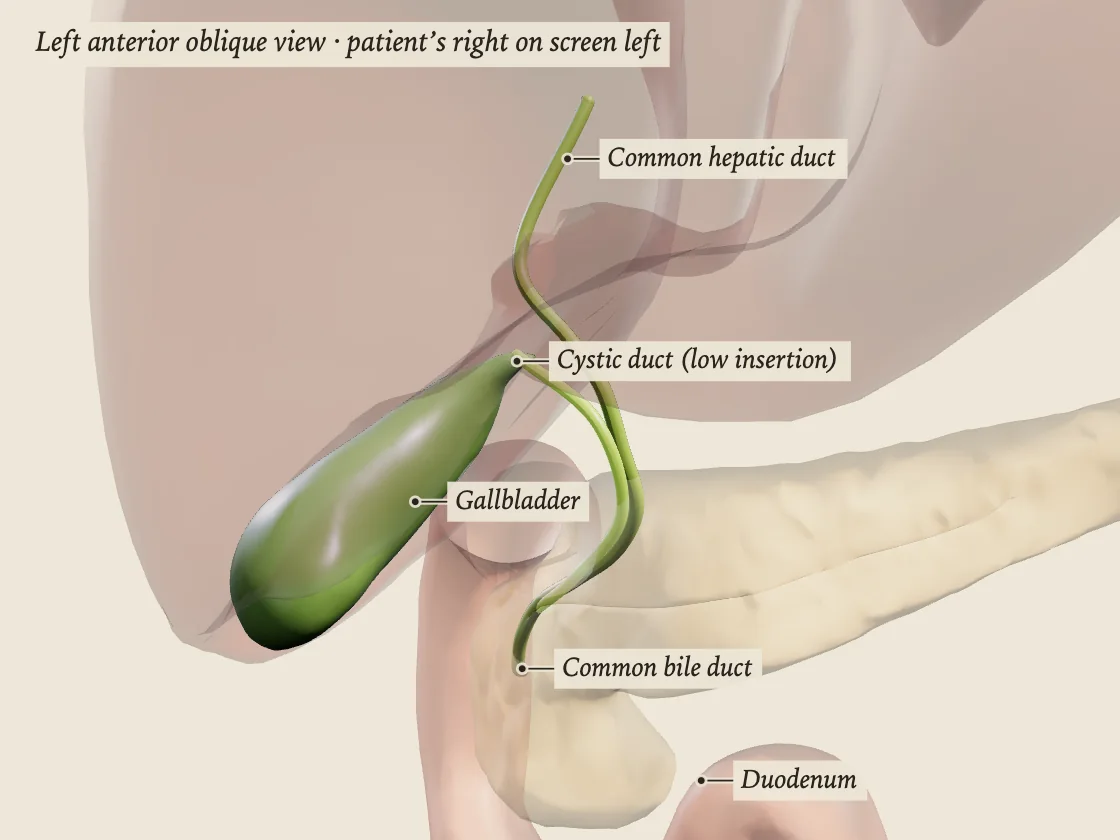 Left anterior oblique view · patient’s right on screen left
Common hepatic duct
Cystic duct (low insertion)
Gallbladder
Common bile duct
Duodenum